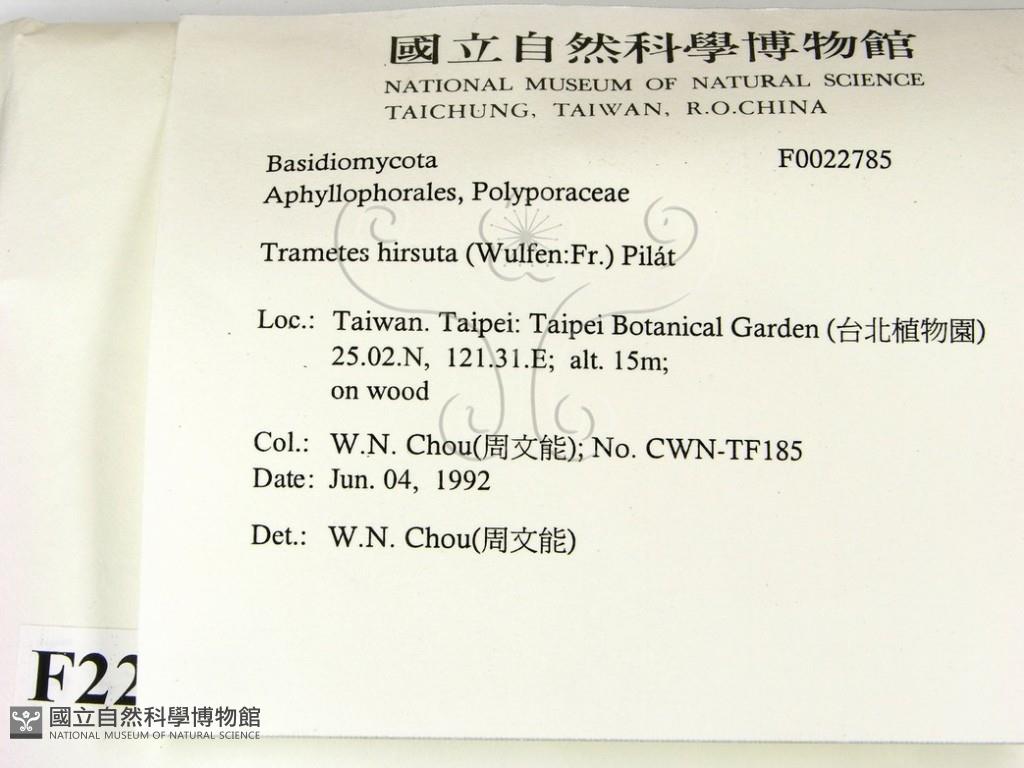 國立自然科學博物館
NATIONAL MUSEUM OF NATURAL SCIENCE
TAICHUNG, TAIWAN, R.O.CHINA
Basidiomycota F0022785
Aphyllophorales, Polyporaceae
Trametes hirsuta (Wulfen:Fr.) Pilát
Loc.: Taiwan. Taipei: Taipei Botanical Garden (台北植物園)
25.02.N, 121.31.E; alt. 15m;
on wood
Col.: W.N. Chou(周文能); No. CWN-TF185
Date: Jun. 04, 1992
Det.: W.N. Chou(周文能)
F22
國立自然科學博物館
NATIONAL MUSEUM OF NATURAL SCIENCE